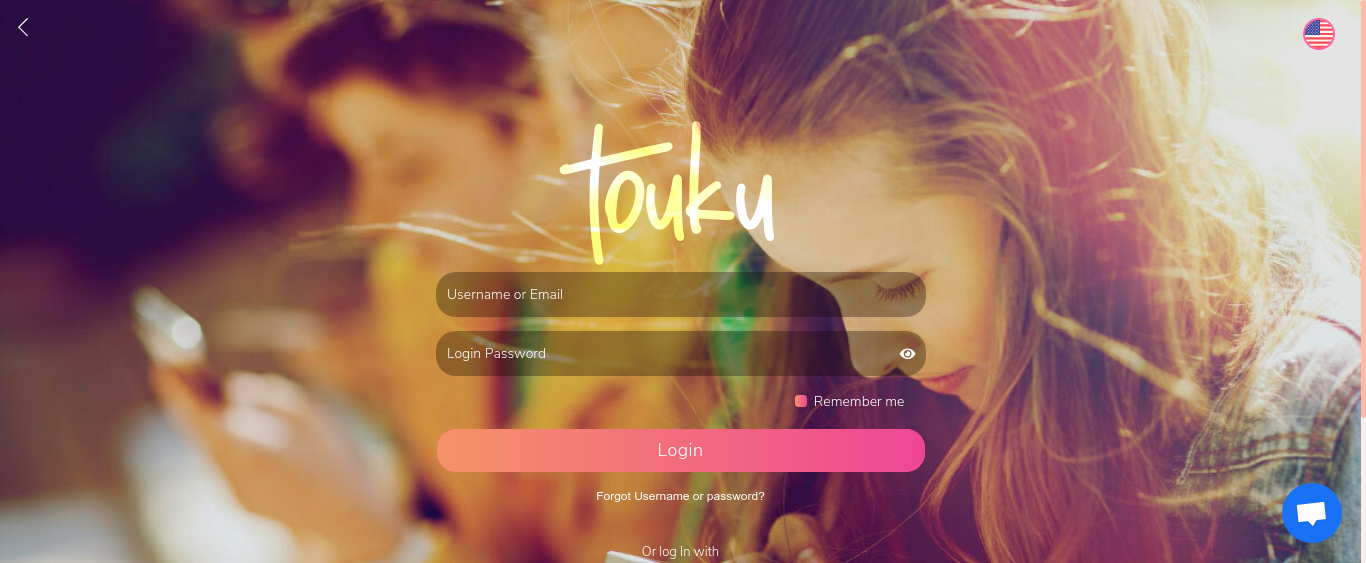 touku
Username or Email
Login Password
Remember me
Login
Forgot Username or password?
Or log In with